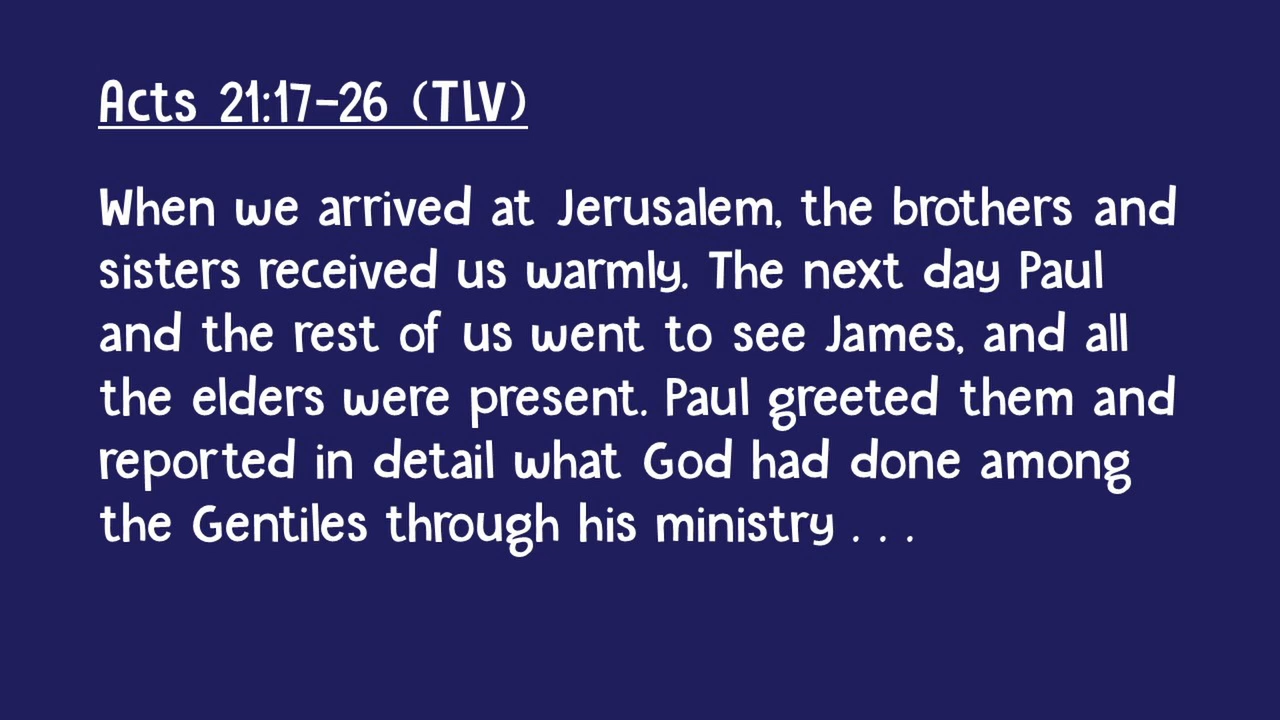 Acts 21:17-26 (TLV)
When we arrived at Jerusalem, the brothers and
sisters received us warmly. The next day Paul
and the rest of us went to see James, and all
the elders were present. Paul greeted them and
reported in detail what God had done among
the Gentiles through his ministry . . .